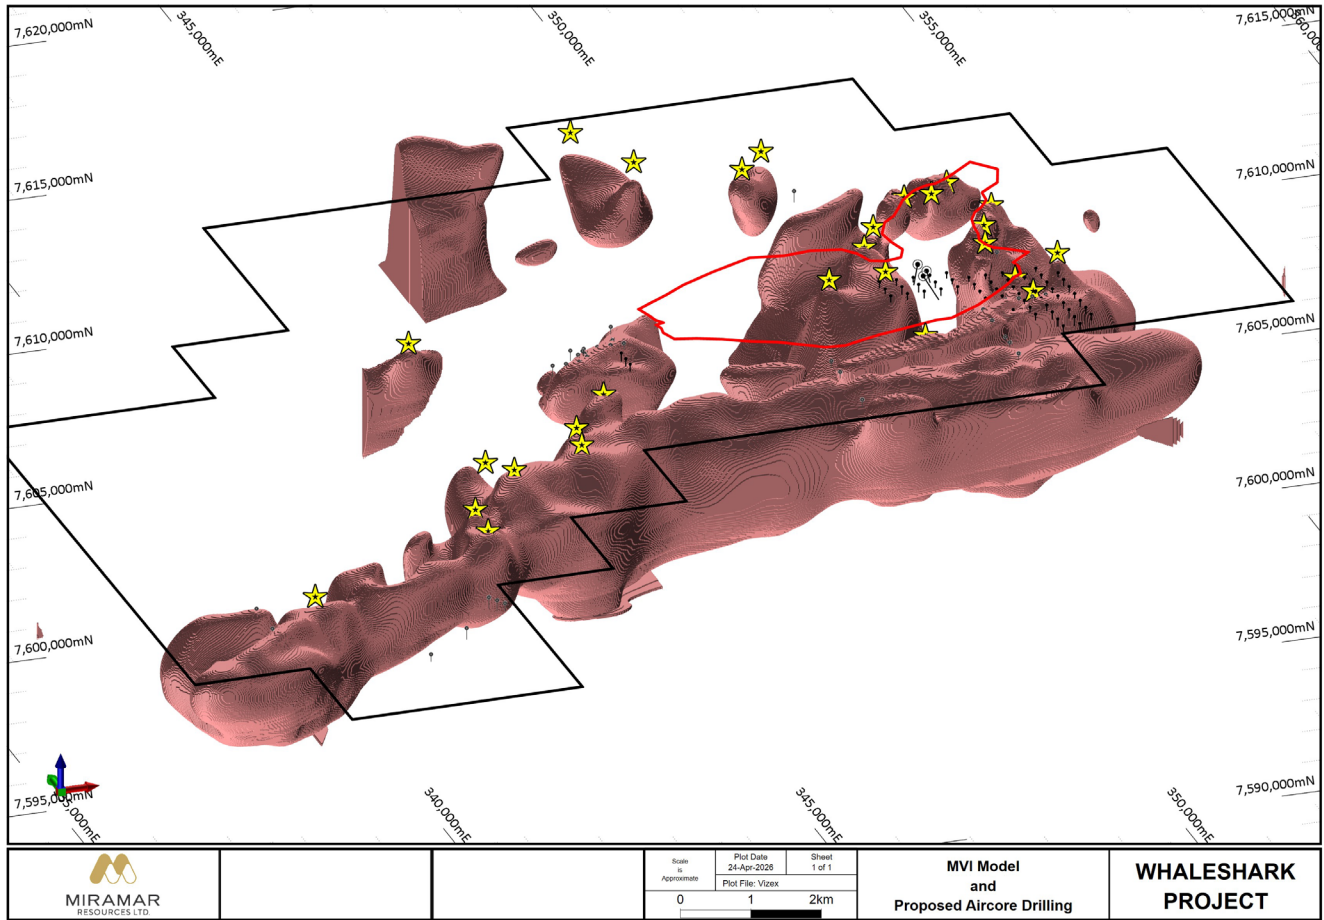 7,620,000mN
345,000mE
350,000mE
355,000mE
7,615,000mN
7,615,000mN
7,610,000mN
7,610,000mN
7,605,000mN
7,605,000mN
7,600,000mN
7,600,000mN
7,595,000mN
7,595,000mN
340,000mE
345,000mE
350,000mE
7,590,000mN
MIRAMAR
RESOURCES LTD.
Scale
is
Approximate
Plot Date
24-Apr-2026
Sheet
1 of 1
Plot File: Vizex
0 1 2km
MVI Model
and
Proposed Aircore Drilling
WHALESHARK
PROJECT